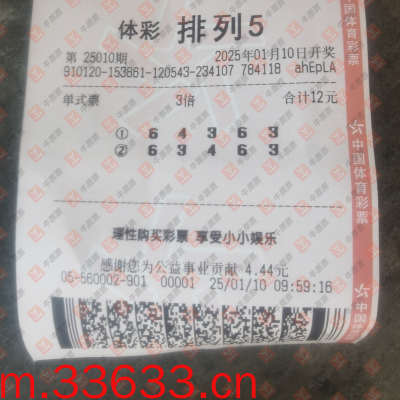 体彩 排列5
第 25010期 2025年01月10日开奖
910120-153861-120543-234107 784118 ahEpLA
单式票 3倍 合计12元
① 6 4 3 6 3
② 6 3 4 6 3
理性购买彩票 享受小小娱乐
感谢您为公益事业贡献 4.44元
05-560002-901 00001 25/01/10 09:59:16
中国体育彩票
m.33633.cn